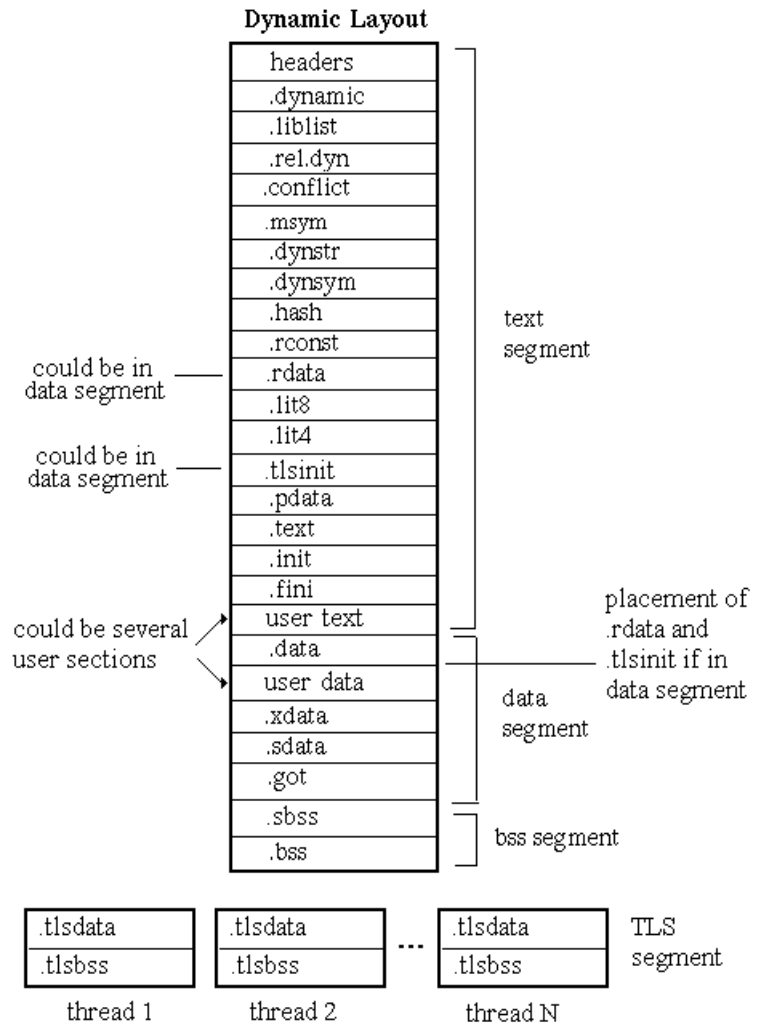 Dynamic Layout
headers
.dynamic
.liblist
.rel.dyn
.conflict
.msym
.dynstr
.dynsym
.hash
.rconst
.rdata
.lit8
.lit4
.tlsinit
.pdata
.text
.init
.fini
user text
.data
user data
.xdata
.sdata
.got
.sbss
.bss
could be in
data segment
could be in
data segment
could be several
user sections
text
segment
placement of
.rdata and
.tlsinit if in
data segment
data
segment
bss segment
.tlsdata
.tlsbss
thread 1
.tlsdata
.tlsbss
thread 2
...
.tlsdata
.tlsbss
thread N
TLS
segment